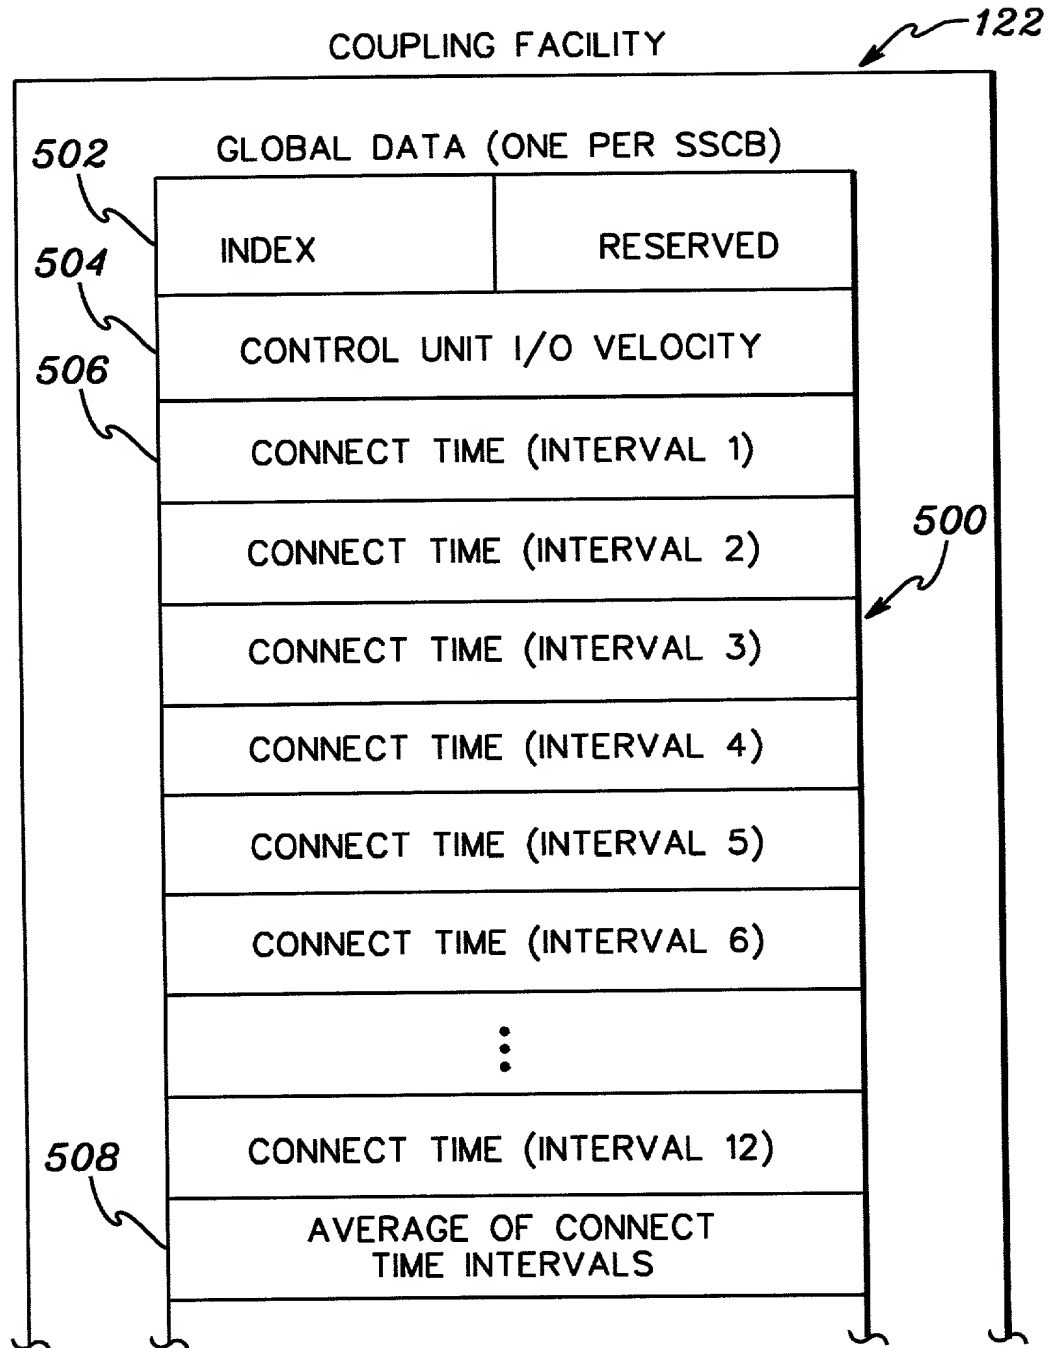 COUPLING FACILITY
122
GLOBAL DATA (ONE PER SSCB)
502
INDEX RESERVED
504
CONTROL UNIT I/O VELOCITY
506
CONNECT TIME (INTERVAL 1)
CONNECT TIME (INTERVAL 2)
500
CONNECT TIME (INTERVAL 3)
CONNECT TIME (INTERVAL 4)
CONNECT TIME (INTERVAL 5)
CONNECT TIME (INTERVAL 6)
CONNECT TIME (INTERVAL 12)
508
AVERAGE OF CONNECT
TIME INTERVALS